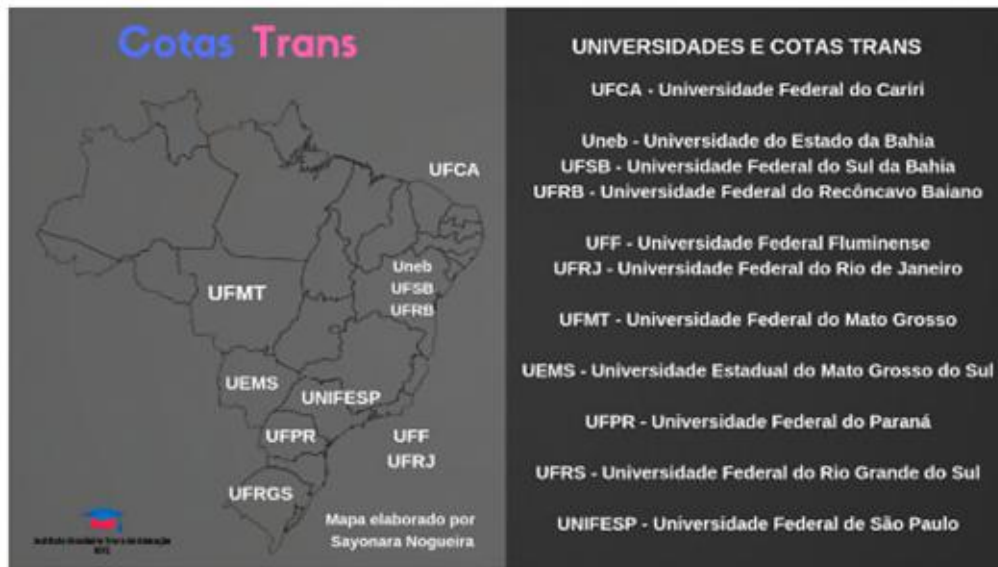 Cotas Trans
UFCA
Uneb
UFSB
UFRB
UFMT
UEMS
UNIFESP
UFPR
UFF
UFRJ
UFRGS
Mapa elaborado por
Sayonara Nogueira
UNIVERSIDADES E COTAS TRANS
UFCA - Universidade Federal do Cariri
Uneb - Universidade do Estado da Bahia
UFSB - Universidade Federal do Sul da Bahia
UFRB - Universidade Federal do Recôncavo Baiano
UFF - Universidade Federal Fluminense
UFRJ - Universidade Federal do Rio de Janeiro
UFMT - Universidade Federal do Mato Grosso
UEMS - Universidade Estadual do Mato Grosso do Sul
UFPR - Universidade Federal do Paraná
UFRS - Universidade Federal do Rio Grande do Sul
UNIFESP - Universidade Federal de São Paulo